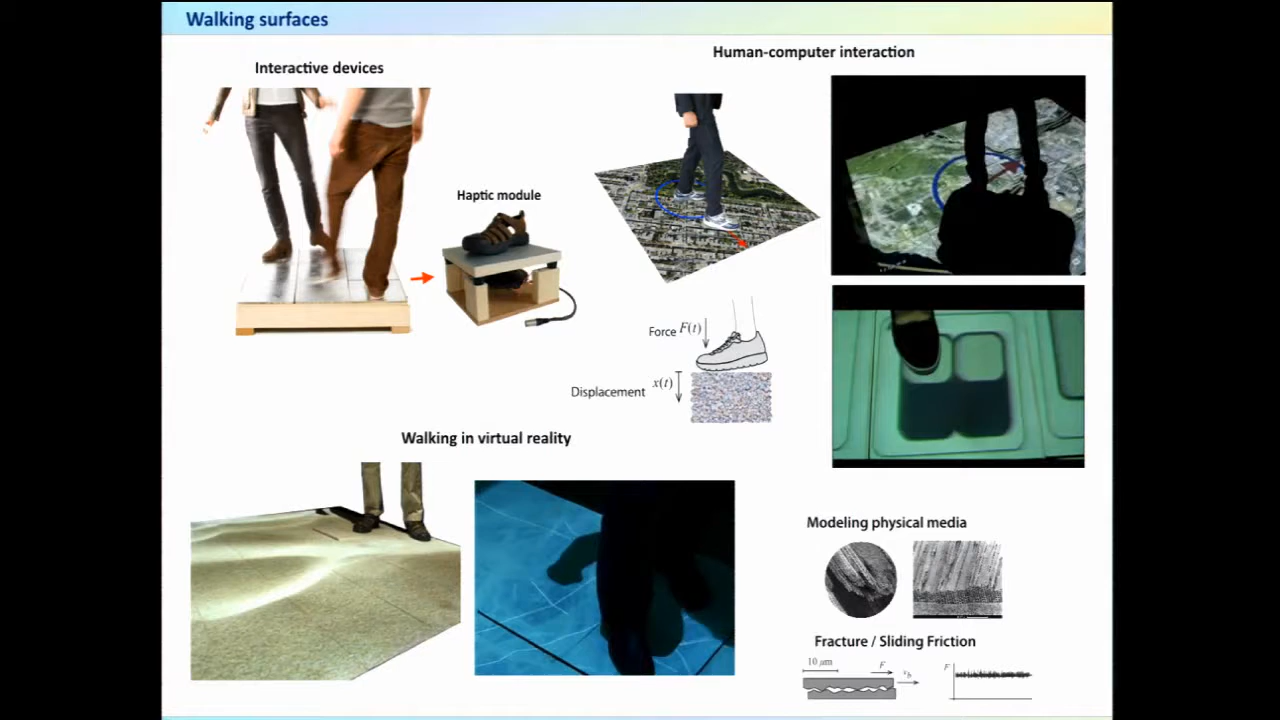 Walking surfaces
Interactive devices
Human-computer interaction
Haptic module
Force F(t)
Displacement x(t)
Walking in virtual reality
Modeling physical media
Fracture / Sliding Friction
10 μm
F
v_b
F